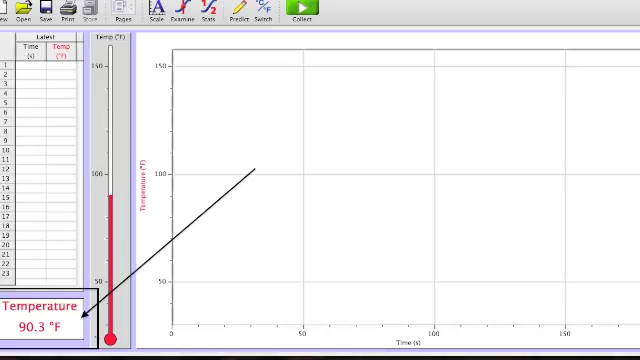 New Open Save Print Store Pages Scale Examine Stats Predict Switch Collect
°C/°F
Latest
Time Temp
(s) (°F)
1
2
3
4
5
6
7
8
9
10
11
12
13
14
15
16
17
18
19
20
21
22
23
Temp (°F)
150
100
50
Temperature (°F)
150
100
50
0 50 100 150
Time (s)
Temperature
90.3 °F